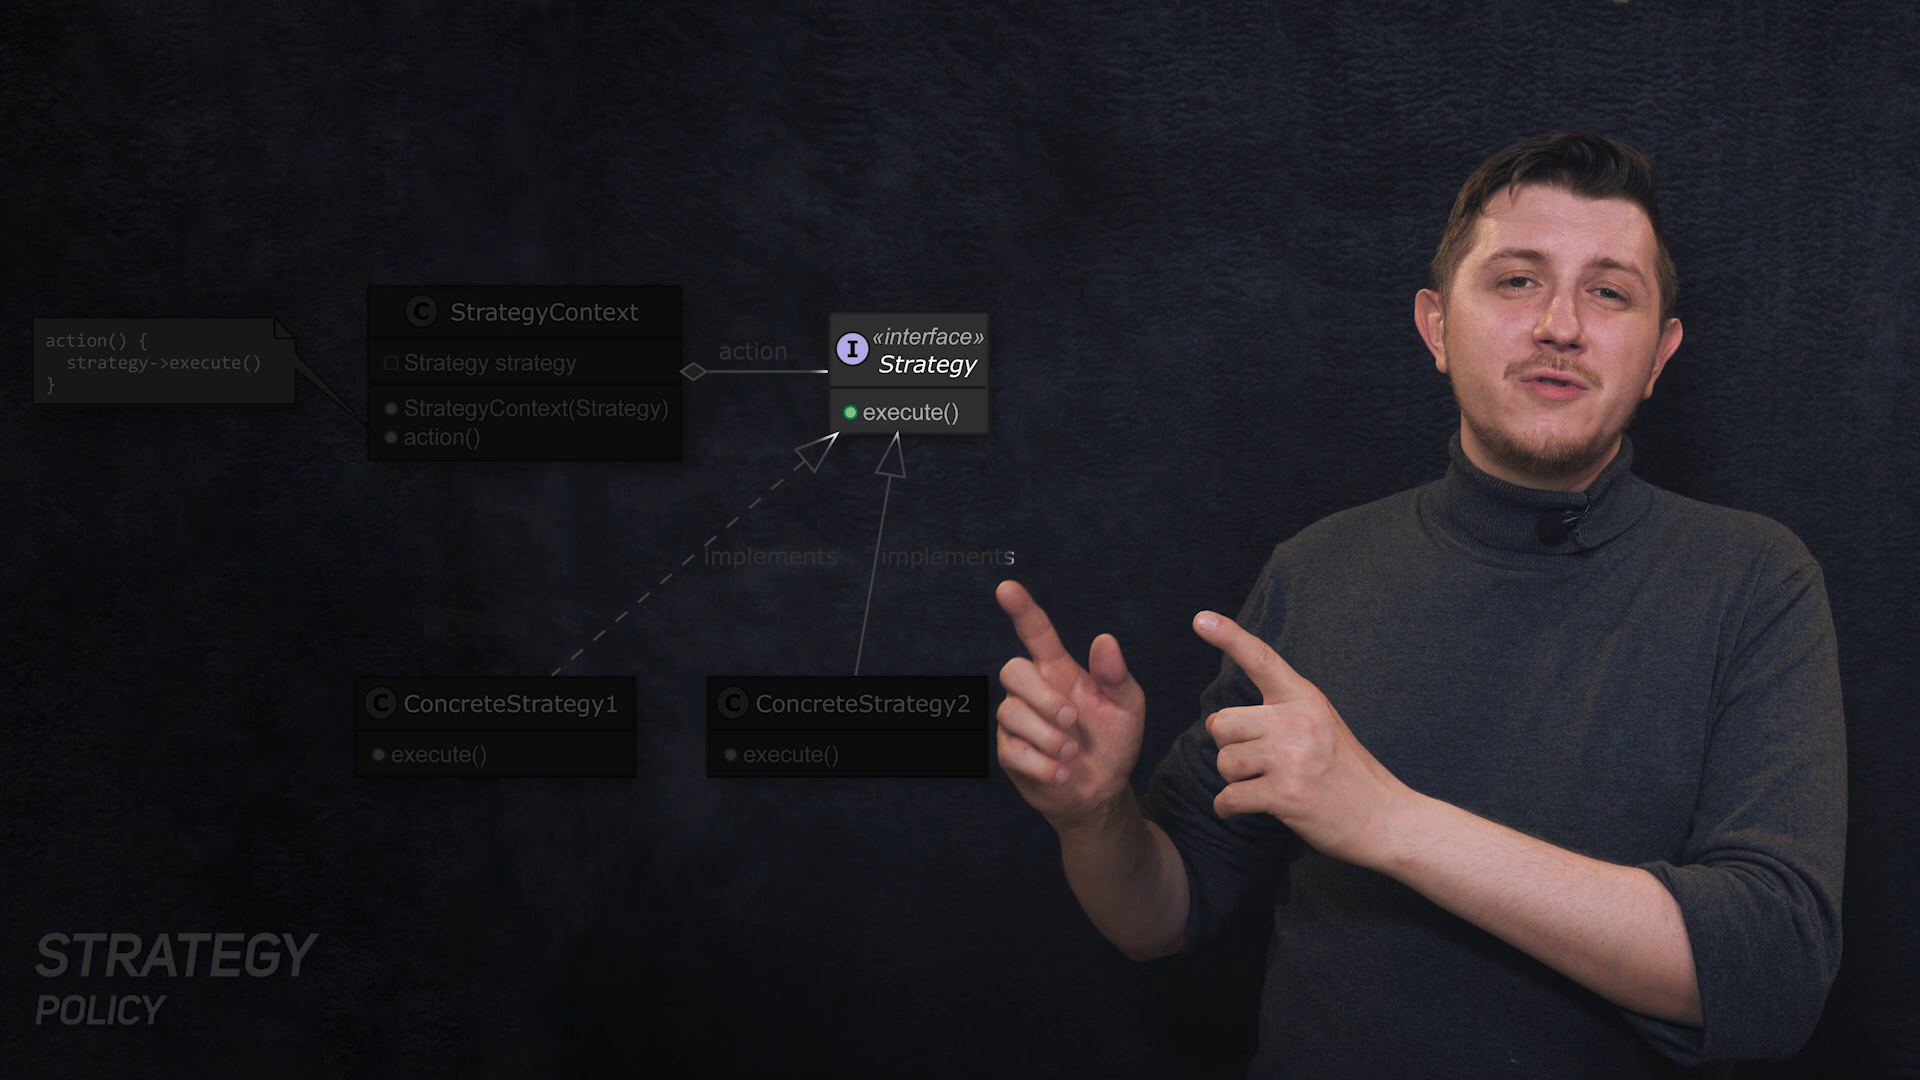 action() {
strategy->execute()
}
C StrategyContext
Strategy strategy
StrategyContext(Strategy)
action()
action
I «interface»
Strategy
execute()
implements implements
C ConcreteStrategy1
execute()
C ConcreteStrategy2
execute()
STRATEGY
POLICY